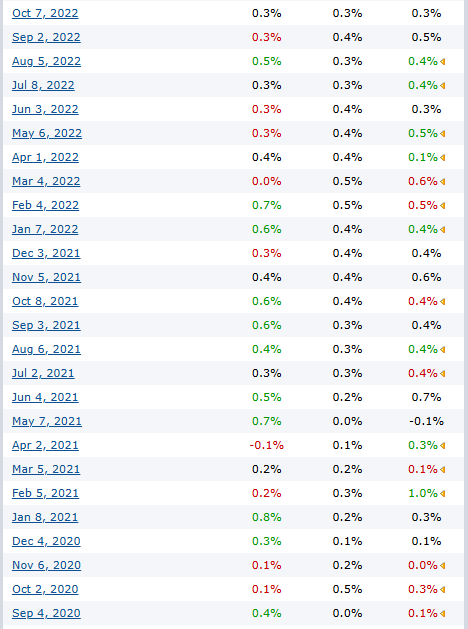 Oct 7, 2022 0.3% 0.3% 0.3%
Sep 2, 2022 0.3% 0.4% 0.5%
Aug 5, 2022 0.5% 0.3% 0.4%
Jul 8, 2022 0.3% 0.3% 0.4%
Jun 3, 2022 0.3% 0.4% 0.3%
May 6, 2022 0.3% 0.4% 0.5%
Apr 1, 2022 0.4% 0.4% 0.1%
Mar 4, 2022 0.0% 0.5% 0.6%
Feb 4, 2022 0.7% 0.5% 0.5%
Jan 7, 2022 0.6% 0.4% 0.4%
Dec 3, 2021 0.3% 0.4% 0.4%
Nov 5, 2021 0.4% 0.4% 0.6%
Oct 8, 2021 0.6% 0.4% 0.4%
Sep 3, 2021 0.6% 0.3% 0.4%
Aug 6, 2021 0.4% 0.3% 0.4%
Jul 2, 2021 0.3% 0.3% 0.4%
Jun 4, 2021 0.5% 0.2% 0.7%
May 7, 2021 0.7% 0.0% -0.1%
Apr 2, 2021 -0.1% 0.1% 0.3%
Mar 5, 2021 0.2% 0.2% 0.1%
Feb 5, 2021 0.2% 0.3% 1.0%
Jan 8, 2021 0.8% 0.2% 0.3%
Dec 4, 2020 0.3% 0.1% 0.1%
Nov 6, 2020 0.1% 0.2% 0.0%
Oct 2, 2020 0.1% 0.5% 0.3%
Sep 4, 2020 0.4% 0.0% 0.1%